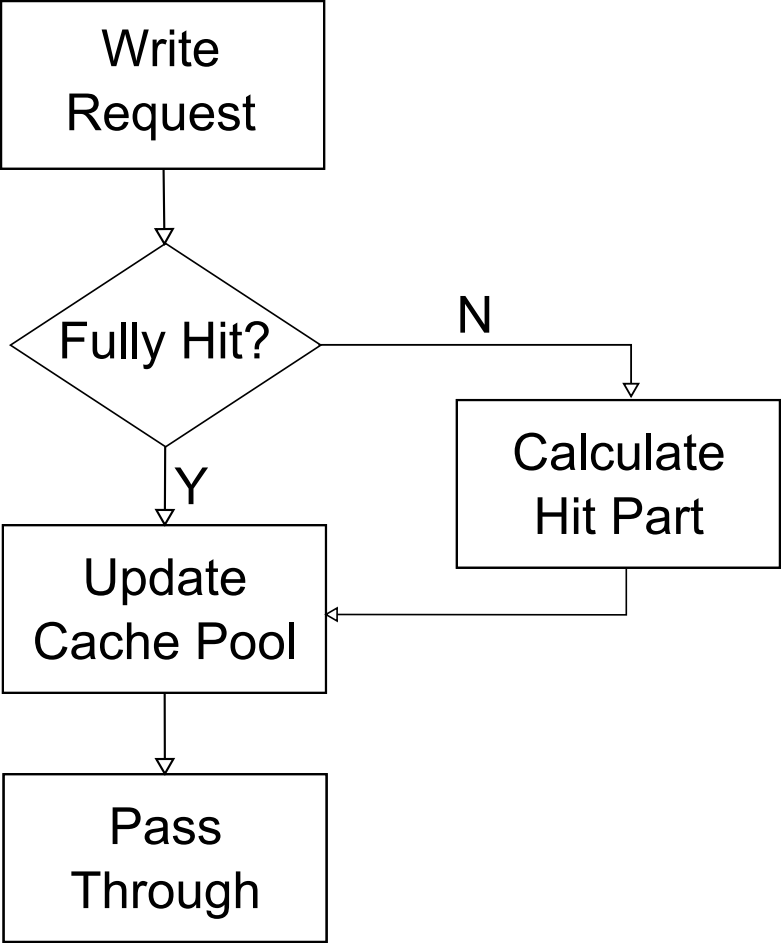 Write
Request
Fully Hit?
N
Calculate
Hit Part
Y
Update
Cache Pool
Pass
Through